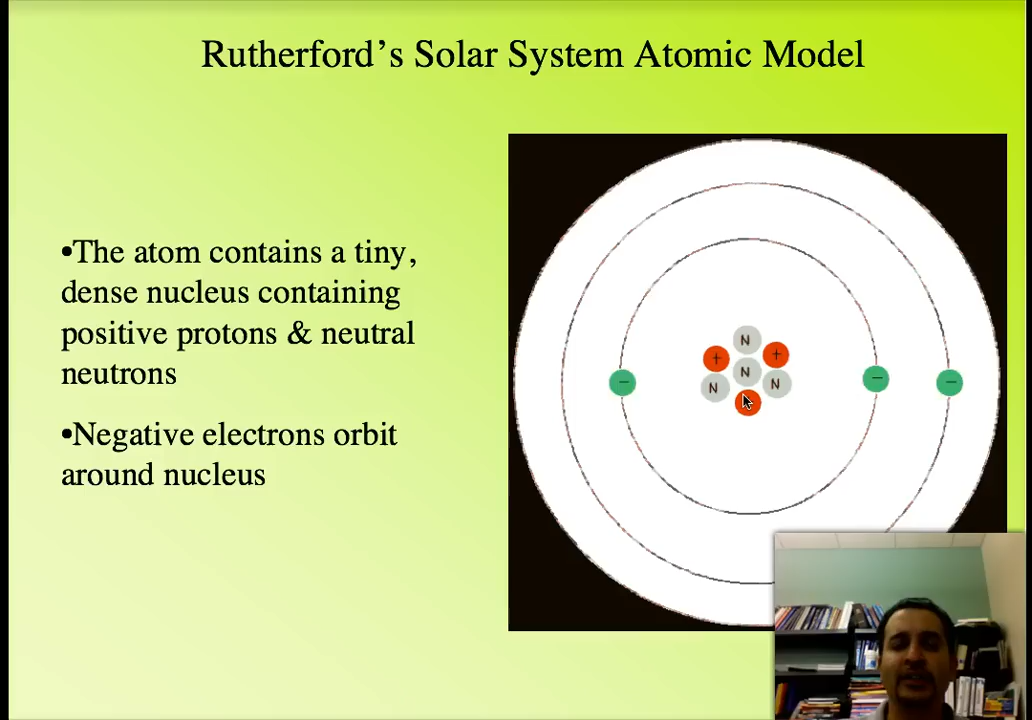 Rutherford's Solar System Atomic Model
•The atom contains a tiny,
dense nucleus containing
positive protons & neutral
neutrons
•Negative electrons orbit
around nucleus
N
+ +
N
N N
− − −